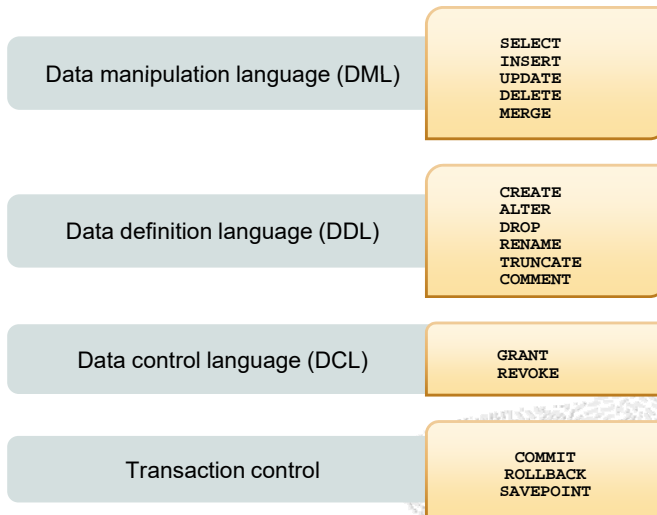 Data manipulation language (DML)
SELECT
INSERT
UPDATE
DELETE
MERGE
Data definition language (DDL)
CREATE
ALTER
DROP
RENAME
TRUNCATE
COMMENT
Data control language (DCL)
GRANT
REVOKE
Transaction control
COMMIT
ROLLBACK
SAVEPOINT